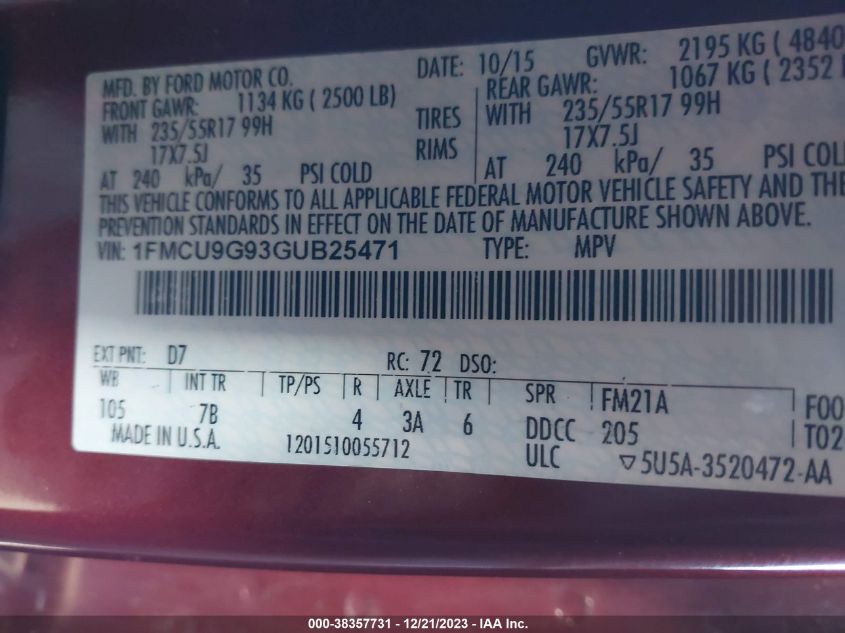 MFD. BY FORD MOTOR CO. DATE: 10/15 GVWR: 2195 KG ( 4840
FRONT GAWR: 1134 KG ( 2500 LB) REAR GAWR: 1067 KG ( 2352 L
WITH 235/55R17 99H TIRES WITH 235/55R17 99H
17X7.5J RIMS 17X7.5J
AT 240 kPa/ 35 PSI COLD AT 240 kPa/ 35 PSI COL
THIS VEHICLE CONFORMS TO ALL APPLICABLE FEDERAL MOTOR VEHICLE SAFETY AND THE
PREVENTION STANDARDS IN EFFECT ON THE DATE OF MANUFACTURE SHOWN ABOVE.
VIN: 1FMCU9G93GUB25471 TYPE: MPV
EXT PNT: D7 RC: 72 DSO:
WB INT TR TP/PS R AXLE TR SPR FM21A F00
105 7B 4 3A 6 DDCC 205 T02
MADE IN U.S.A. 1201510055712 ULC ▽5U5A-3520472-AA
000-38357731 - 12/21/2023 - USA - IAA, Inc.